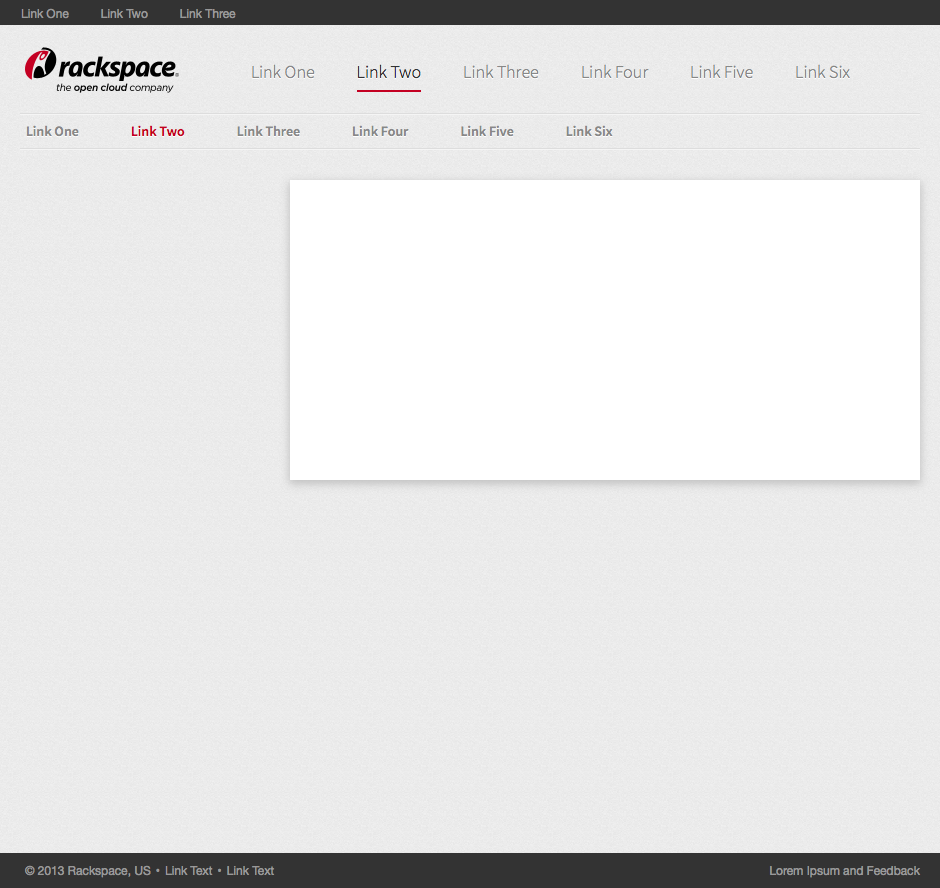 Link One Link Two Link Three
rackspace®
the open cloud company
Link One Link Two Link Three Link Four Link Five Link Six
Link One Link Two Link Three Link Four Link Five Link Six
© 2013 Rackspace, US • Link Text • Link Text Lorem Ipsum and Feedback